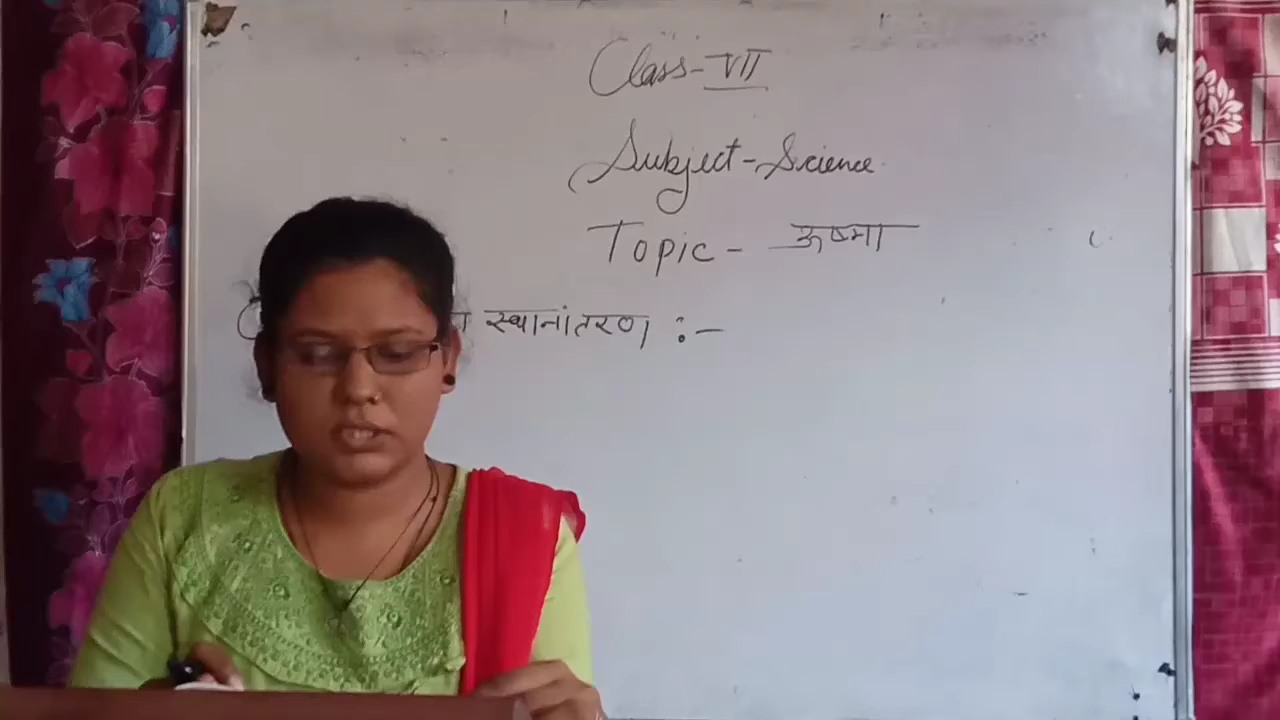 Class-VII
Subject-Science
Topic- ऊष्मा
स्थानांतरण :-